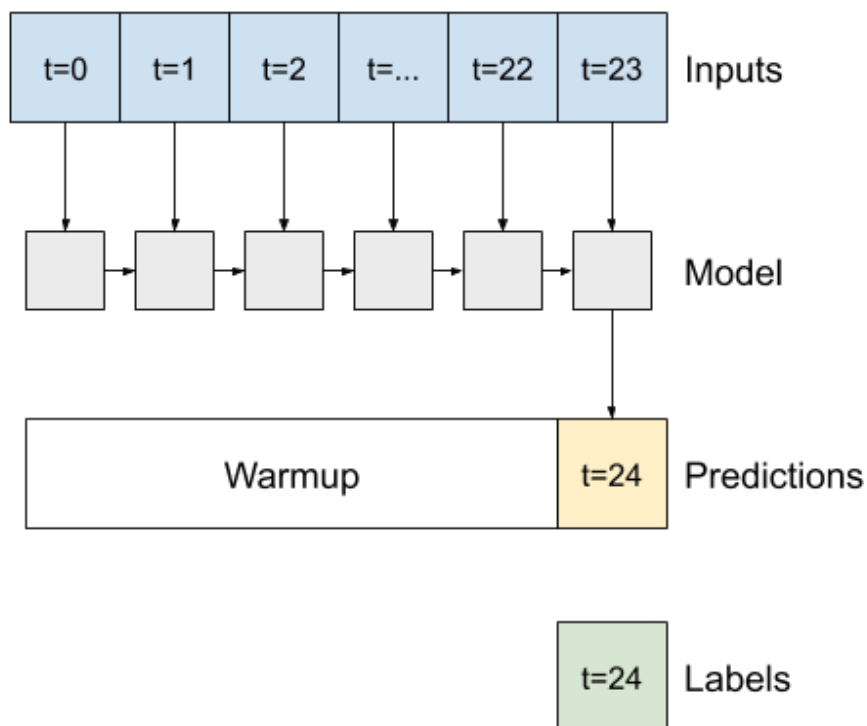 t=0 t=1 t=2 t=... t=22 t=23 Inputs
Model
Warmup t=24 Predictions
t=24 Labels